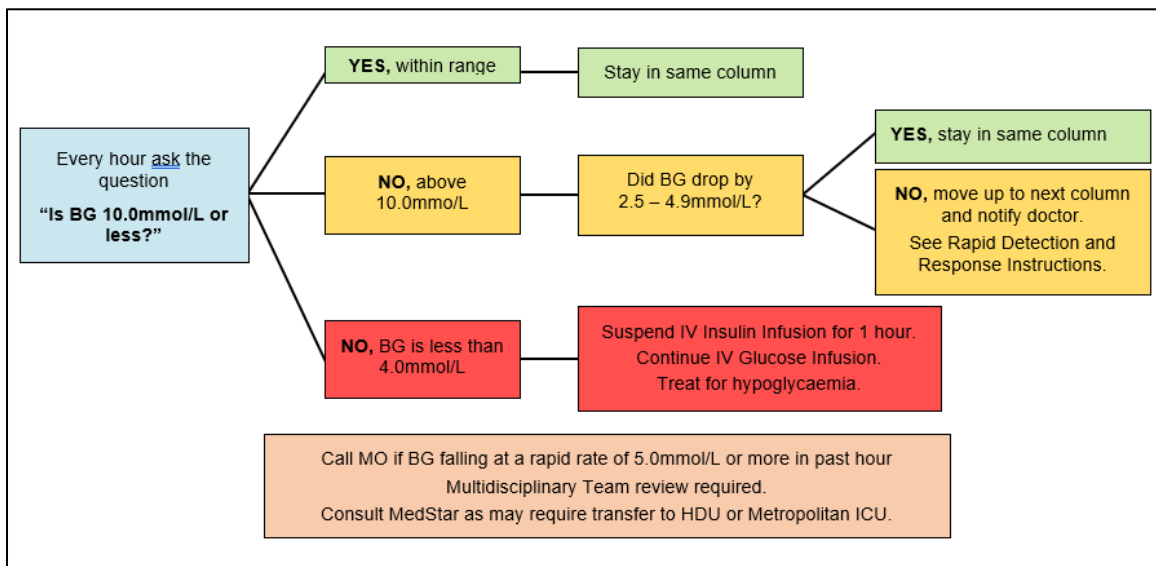 Every hour ask the
question
“Is BG 10.0mmol/L or
less?”
YES, within range
Stay in same column
NO, above
10.0mmo/L
Did BG drop by
2.5 – 4.9mmol/L?
YES, stay in same column
NO, move up to next column
and notify doctor.
See Rapid Detection and
Response Instructions.
NO, BG is less than
4.0mmol/L
Suspend IV Insulin Infusion for 1 hour.
Continue IV Glucose Infusion.
Treat for hypoglycaemia.
Call MO if BG falling at a rapid rate of 5.0mmol/L or more in past hour
Multidisciplinary Team review required.
Consult MedStar as may require transfer to HDU or Metropolitan ICU.